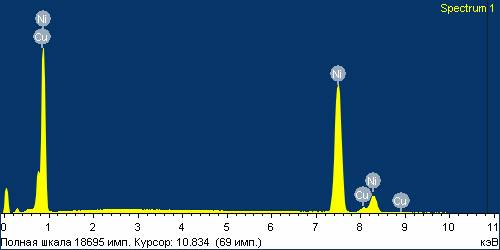 Spectrum 1
Ni
Cu
Ni
Ni
Cu
Cu
0 1 2 3 4 5 6 7 8 9 10 11
Полная шкала 18695 имп. Курсор: 10.834 (69 имп.) кэВ